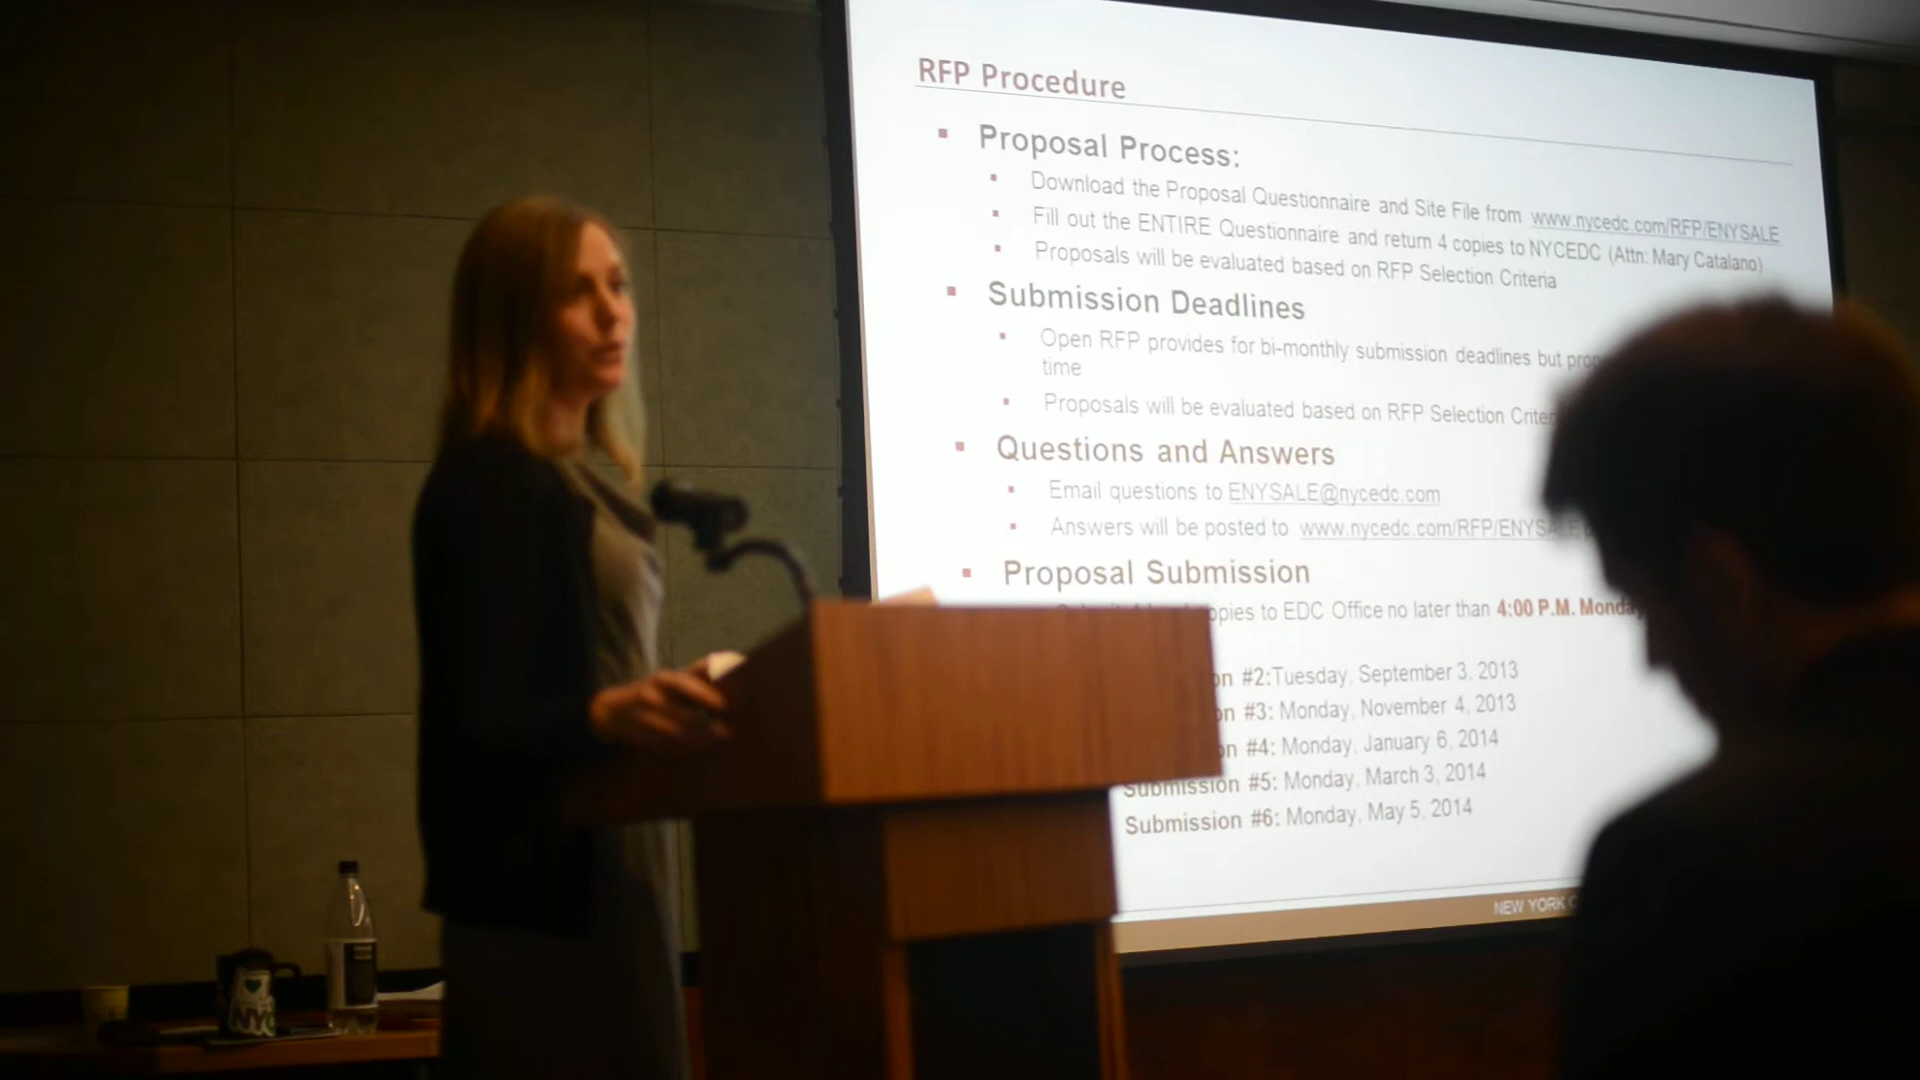 RFP Procedure
Proposal Process:
Download the Proposal Questionnaire and Site File from www.nycedc.com/RFP/ENYSALE
Fill out the ENTIRE Questionnaire and return 4 copies to NYCEDC (Attn: Mary Catalano)
Proposals will be evaluated based on RFP Selection Criteria
Submission Deadlines
Open RFP provides for bi-monthly submission deadlines but
time
Proposals will be evaluated based on RFP Selection
Questions and Answers
Email questions to ENYSALE@nycedc.com
Answers will be posted to www.nycedc.com/RFP/ENYSALE
Proposal Submission
copies to EDC Office no later than 4:00 P.M. Monday
#2:Tuesday, September 3, 2013
#3: Monday, November 4, 2013
#4: Monday, January 6, 2014
Submission #5: Monday, March 3, 2014
Submission #6: Monday, May 5, 2014
NEW YORK
NYC